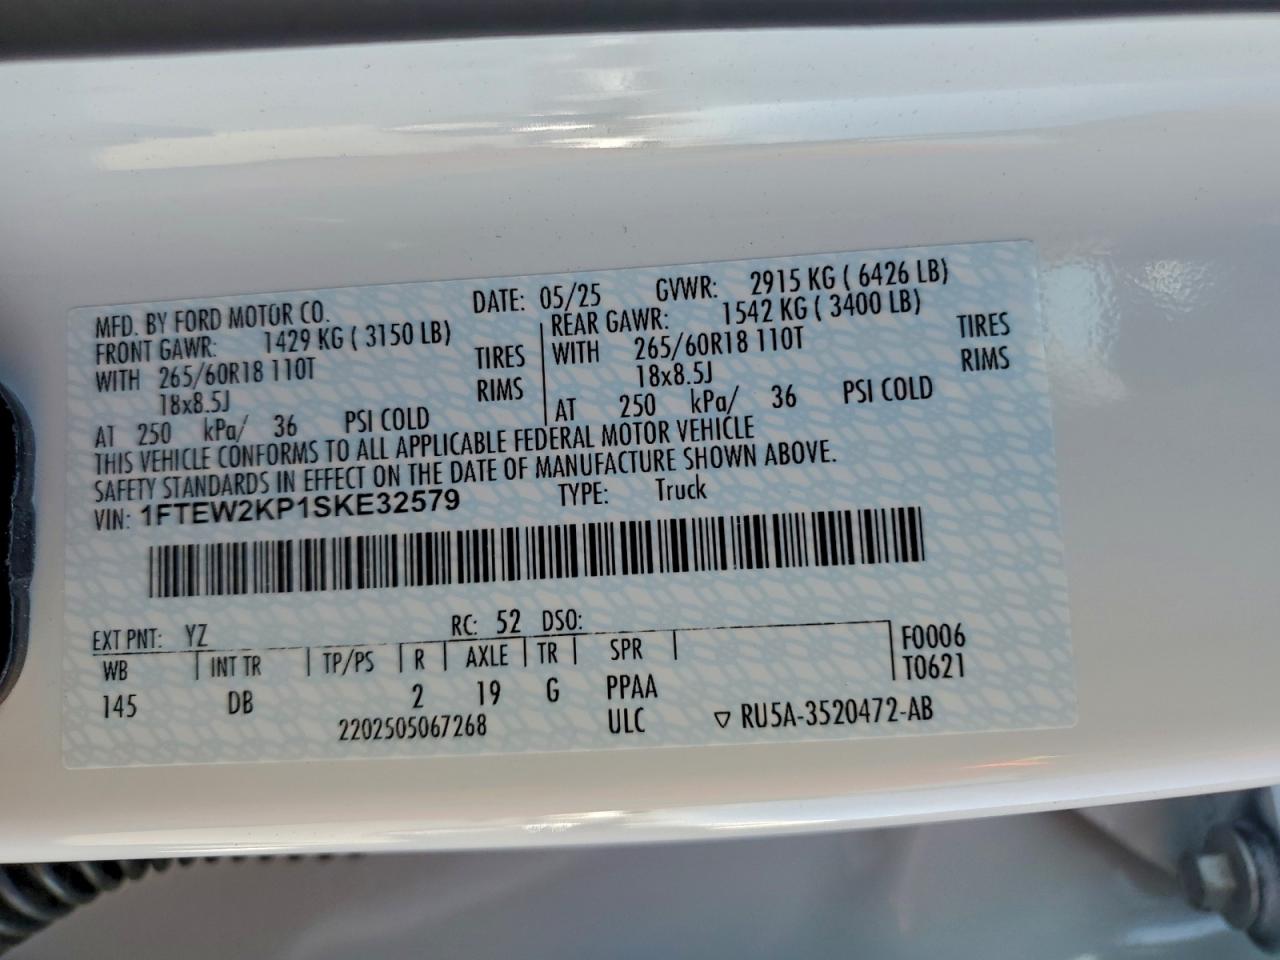 MFD. BY FORD MOTOR CO. DATE: 05/25 GVWR: 2915 KG ( 6426 LB)
FRONT GAWR: 1429 KG ( 3150 LB) REAR GAWR: 1542 KG ( 3400 LB)
WITH 265/60R18 110T TIRES WITH 265/60R18 110T TIRES
18x8.5J RIMS 18x8.5J RIMS
AT 250 kPa/ 36 PSI COLD AT 250 kPa/ 36 PSI COLD
THIS VEHICLE CONFORMS TO ALL APPLICABLE FEDERAL MOTOR VEHICLE
SAFETY STANDARDS IN EFFECT ON THE DATE OF MANUFACTURE SHOWN ABOVE.
VIN: 1FTEW2KP1SKE32579 TYPE: Truck
EXT PNT: YZ RC: 52 DSO: F0006
WB INT TR TP/PS R AXLE TR SPR T0621
145 DB 2 19 G PPAA
2202505067268 ULC ▽ RU5A-3520472-AB